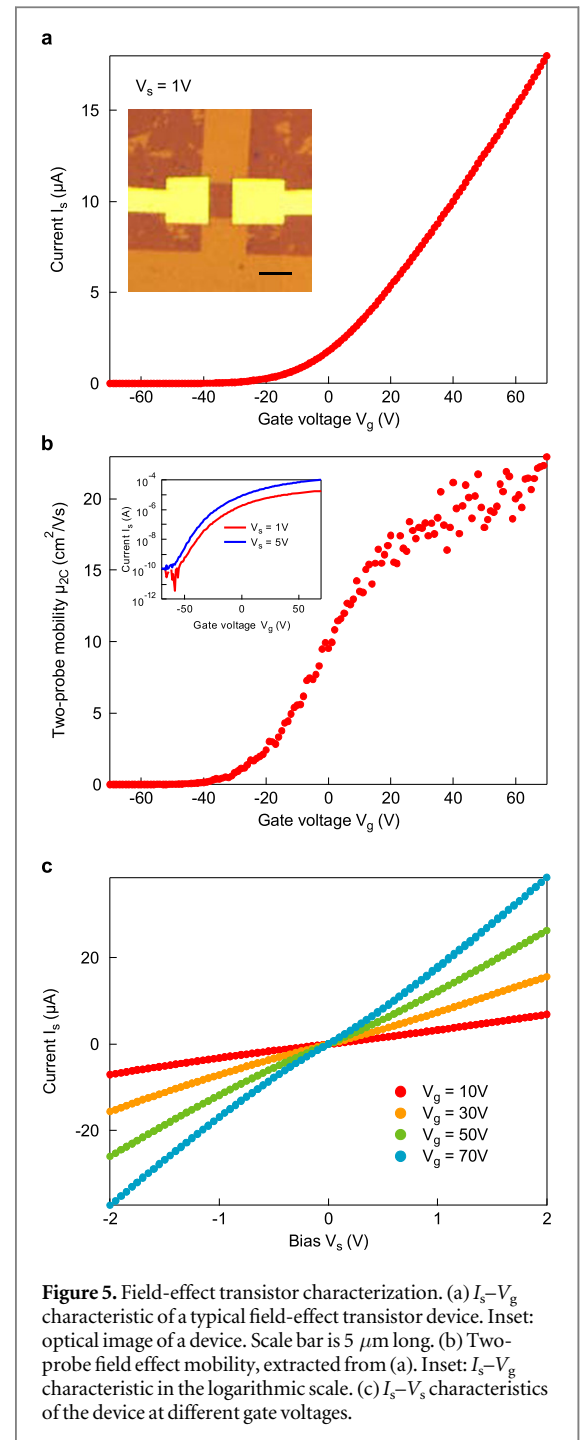 a
V_s = 1V
15
10
5
0
Current I_s (µA)
-60 -40 -20 0 20 40 60
Gate voltage V_g (V)
b
20
15
10
5
0
Two-probe mobility µ_2C (cm^2/Vs)
10^-4
10^-6
10^-8
10^-10
10^-12
Current I_s (A)
V_s = 1V
V_s = 5V
-50 0 50
Gate voltage V_g (V)
-60 -40 -20 0 20 40 60
Gate voltage V_g (V)
c
20
0
-20
Current I_s (µA)
V_g = 10V
V_g = 30V
V_g = 50V
V_g = 70V
-2 -1 0 1 2
Bias V_s (V)
Figure 5. Field-effect transistor characterization. (a) I_s–V_g
characteristic of a typical field-effect transistor device. Inset:
optical image of a device. Scale bar is 5 µm long. (b) Two-
probe field effect mobility, extracted from (a). Inset: I_s–V_g
characteristic in the logarithmic scale. (c) I_s–V_s characteristics
of the device at different gate voltages.